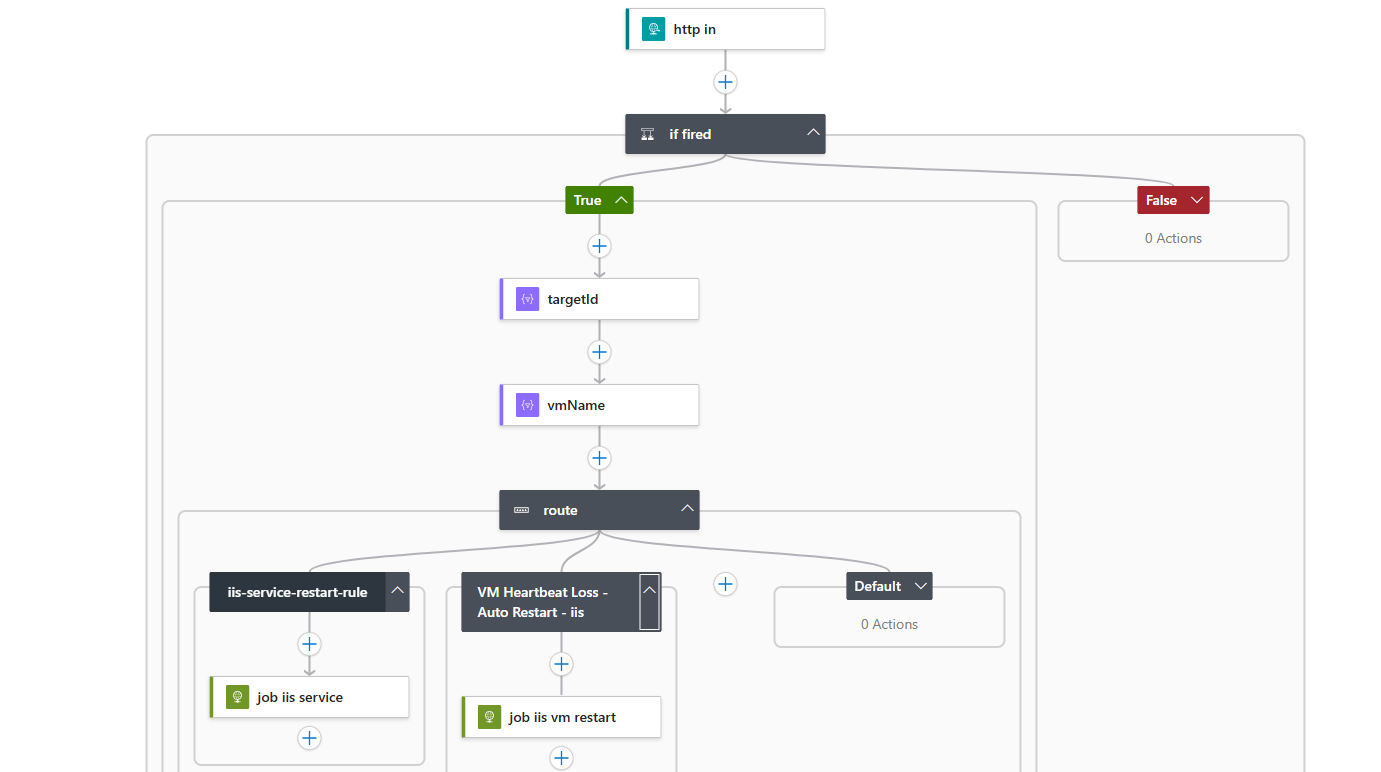 http in
if fired
True
False
0 Actions
targetId
vmName
route
iis-service-restart-rule
VM Heartbeat Loss -
Auto Restart - iis
Default
0 Actions
job iis service
job iis vm restart